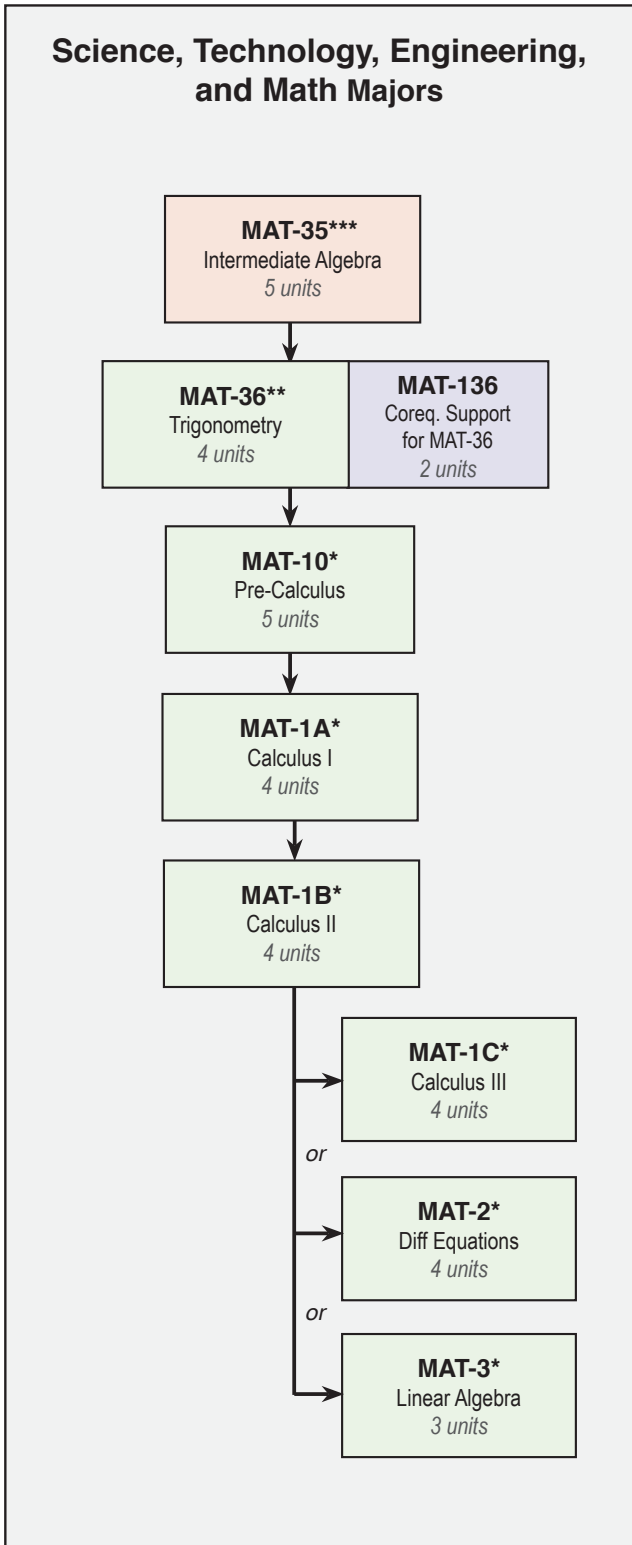 Science, Technology, Engineering,
and Math Majors
MAT-35***
Intermediate Algebra
5 units
MAT-36**
Trigonometry
4 units
MAT-136
Coreq. Support
for MAT-36
2 units
MAT-10*
Pre-Calculus
5 units
MAT-1A*
Calculus I
4 units
MAT-1B*
Calculus II
4 units
MAT-1C*
Calculus III
4 units
or
MAT-2*
Diff Equations
4 units
or
MAT-3*
Linear Algebra
3 units